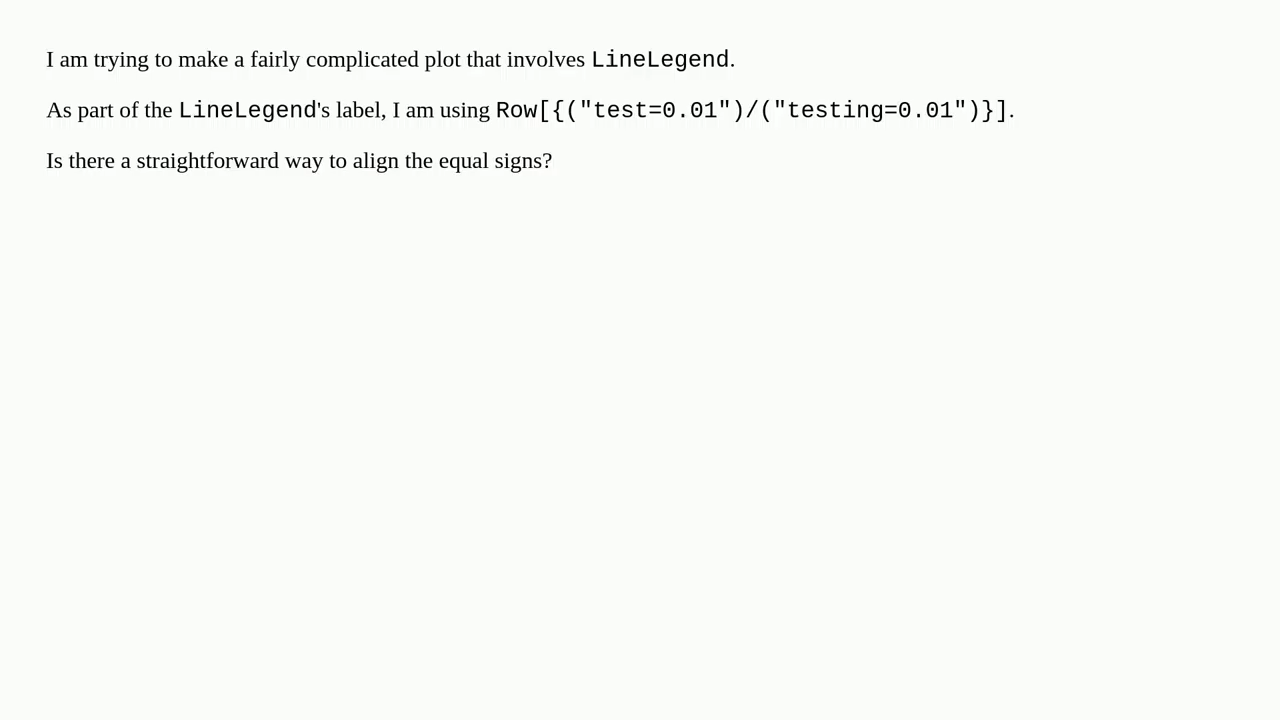 I am trying to make a fairly complicated plot that involves LineLegend.
As part of the LineLegend's label, I am using Row[{("test=0.01")/("testing=0.01")}].
Is there a straightforward way to align the equal signs?